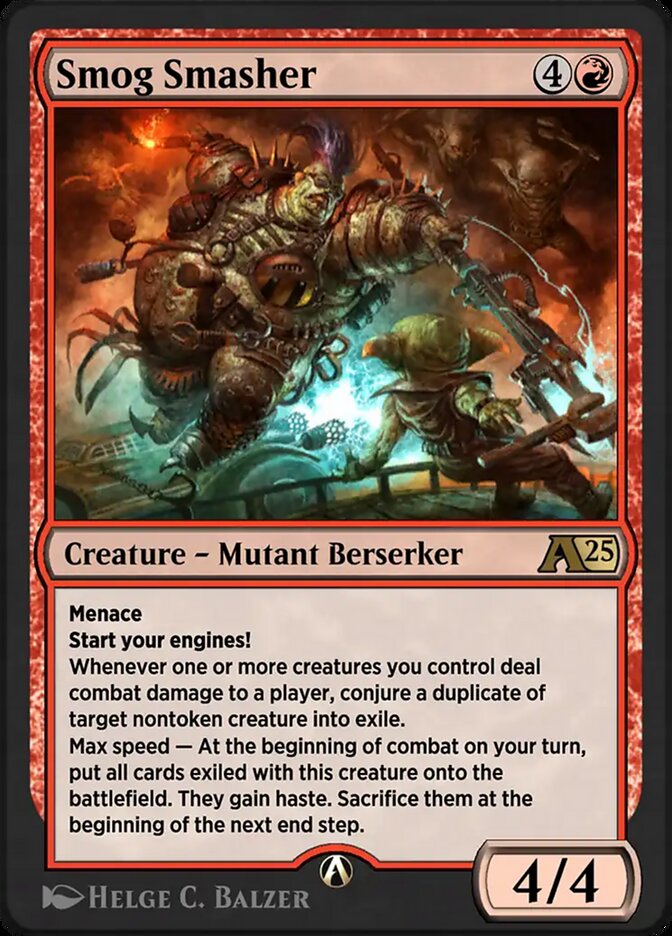 Smog Smasher 4
Creature – Mutant Berserker A25
Menace
Start your engines!
Whenever one or more creatures you control deal
combat damage to a player, conjure a duplicate of
target nontoken creature into exile.
Max speed — At the beginning of combat on your turn,
put all cards exiled with this creature onto the
battlefield. They gain haste. Sacrifice them at the
beginning of the next end step.
4/4
Helge C. Balzer